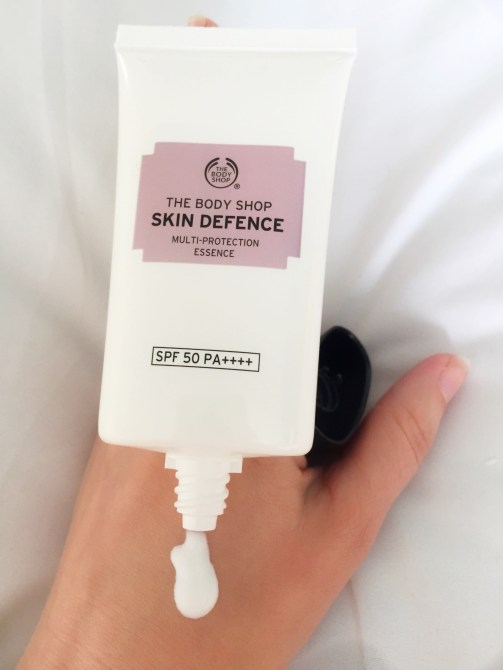 THE
BODY
SHOP
®
THE BODY SHOP
SKIN DEFENCE
MULTI-PROTECTION
ESSENCE
SPF 50 PA++++